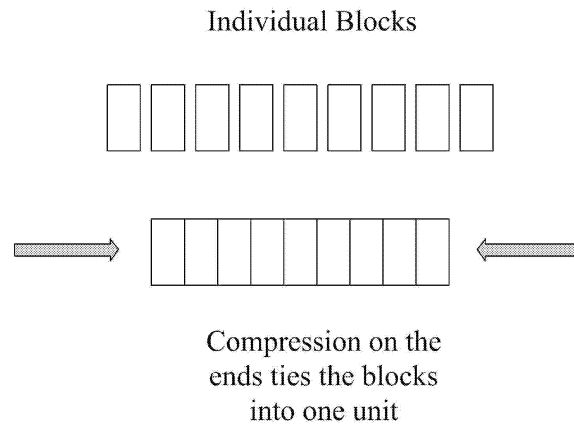 Individual Blocks
Compression on the
ends ties the blocks
into one unit